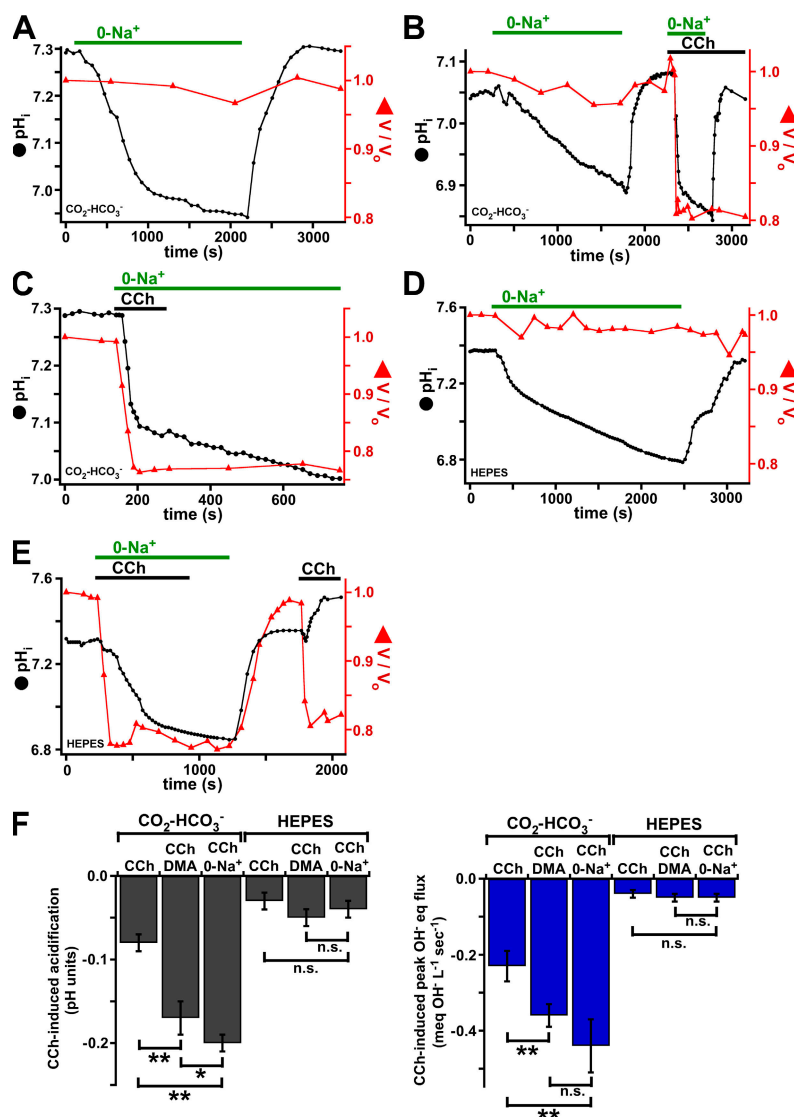 A
0-Na⁺
7.3
7.2
7.1
7.0
pHᵢ
1.0
0.9
0.8
V / Vₒ
CO₂-HCO₃⁻
0 1000 2000 3000
time (s)
B
0-Na⁺
0-Na⁺
CCh
7.1
7.0
6.9
pHᵢ
1.0
0.9
0.8
V / Vₒ
CO₂-HCO₃⁻
0 1000 2000 3000
time (s)
C
0-Na⁺
CCh
7.3
7.2
7.1
7.0
pHᵢ
1.0
0.9
0.8
V / Vₒ
CO₂-HCO₃⁻
0 200 400 600
time (s)
D
0-Na⁺
7.6
7.2
6.8
pHᵢ
1.0
0.9
0.8
V / Vₒ
HEPES
0 1000 2000 3000
time (s)
E
0-Na⁺
CCh
CCh
7.6
7.2
6.8
pHᵢ
1.0
0.9
0.8
V / Vₒ
HEPES
0 1000 2000
time (s)
F
CO₂-HCO₃⁻ HEPES
CCh CCh DMA CCh 0-Na⁺ CCh CCh DMA CCh 0-Na⁺
0.0
-0.1
-0.2
CCh-induced acidification
(pH units)
n.s.
n.s.
**
*
**
CO₂-HCO₃⁻ HEPES
CCh CCh DMA CCh 0-Na⁺ CCh CCh DMA CCh 0-Na⁺
0.0
-0.2
-0.4
CCh-induced peak OH⁻ eq flux
(meq OH⁻ L⁻¹ sec⁻¹)
n.s.
n.s.
**
n.s.
**